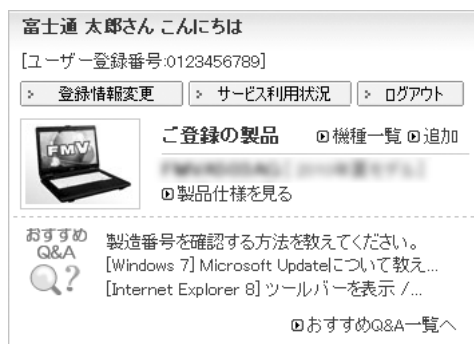 富士通 太郎さん こんにちは
[ユーザー登録番号:0123456789]
登録情報変更 サービス利用状況 ログアウト
ご登録の製品 機種一覧 追加
FMV
製品仕様を見る
おすすめ
Q&A
製造番号を確認する方法を教えてください。
[Windows 7] Microsoft Updateについて教え...
[Internet Explorer 8] ツールバーを表示 /...
おすすめQ&A一覧へ